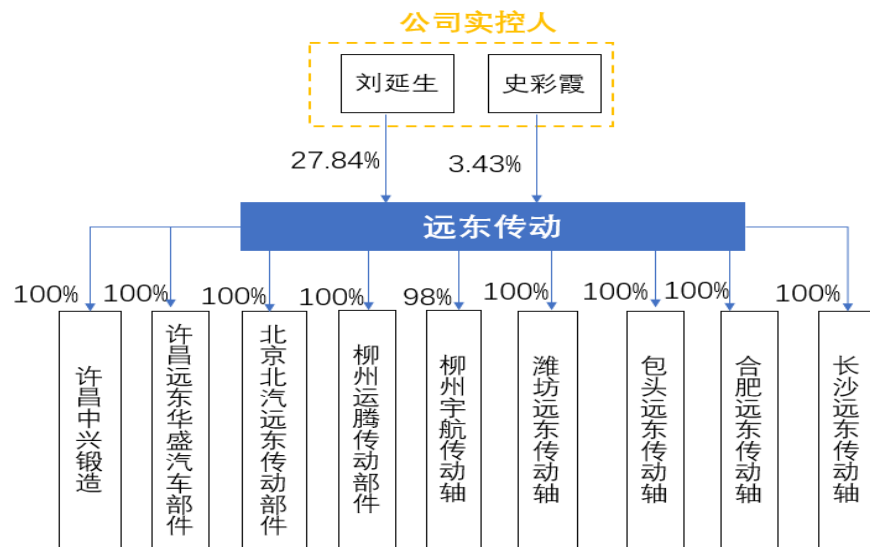 公司实控人
刘延生
史彩霞
27.84%
3.43%
远东传动
100%
100%
100%
100%
98%
100%
100%
100%
100%
许昌中兴锻造
许昌远东华盛汽车部件
北京北汽远东传动部件
柳州运腾传动部件
柳州宇航传动轴
潍坊远东传动轴
包头远东传动轴
合肥远东传动轴
长沙远东传动轴